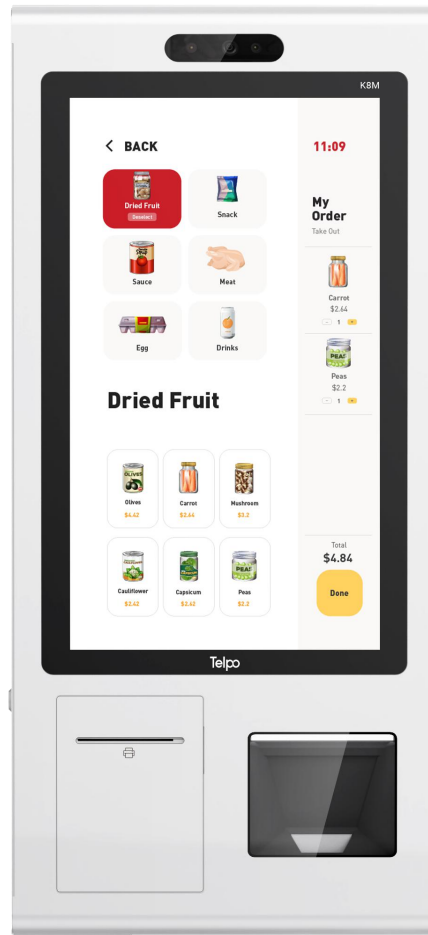 K8M
BACK
11:09
Dried Fruit
Deselect
Snack
Sauce
Meat
Egg
Drinks
My
Order
Take Out
Carrot
$2.64
- 1 +
Peas
$2.2
- 1 +
Dried Fruit
OLIVES
Olives
$4.42
Carrot
$2.64
Mushroom
$3.2
Cauliflower
$2.42
Capsicum
$2.42
PEAS
Peas
$2.2
Total
$4.84
Done
Telpo